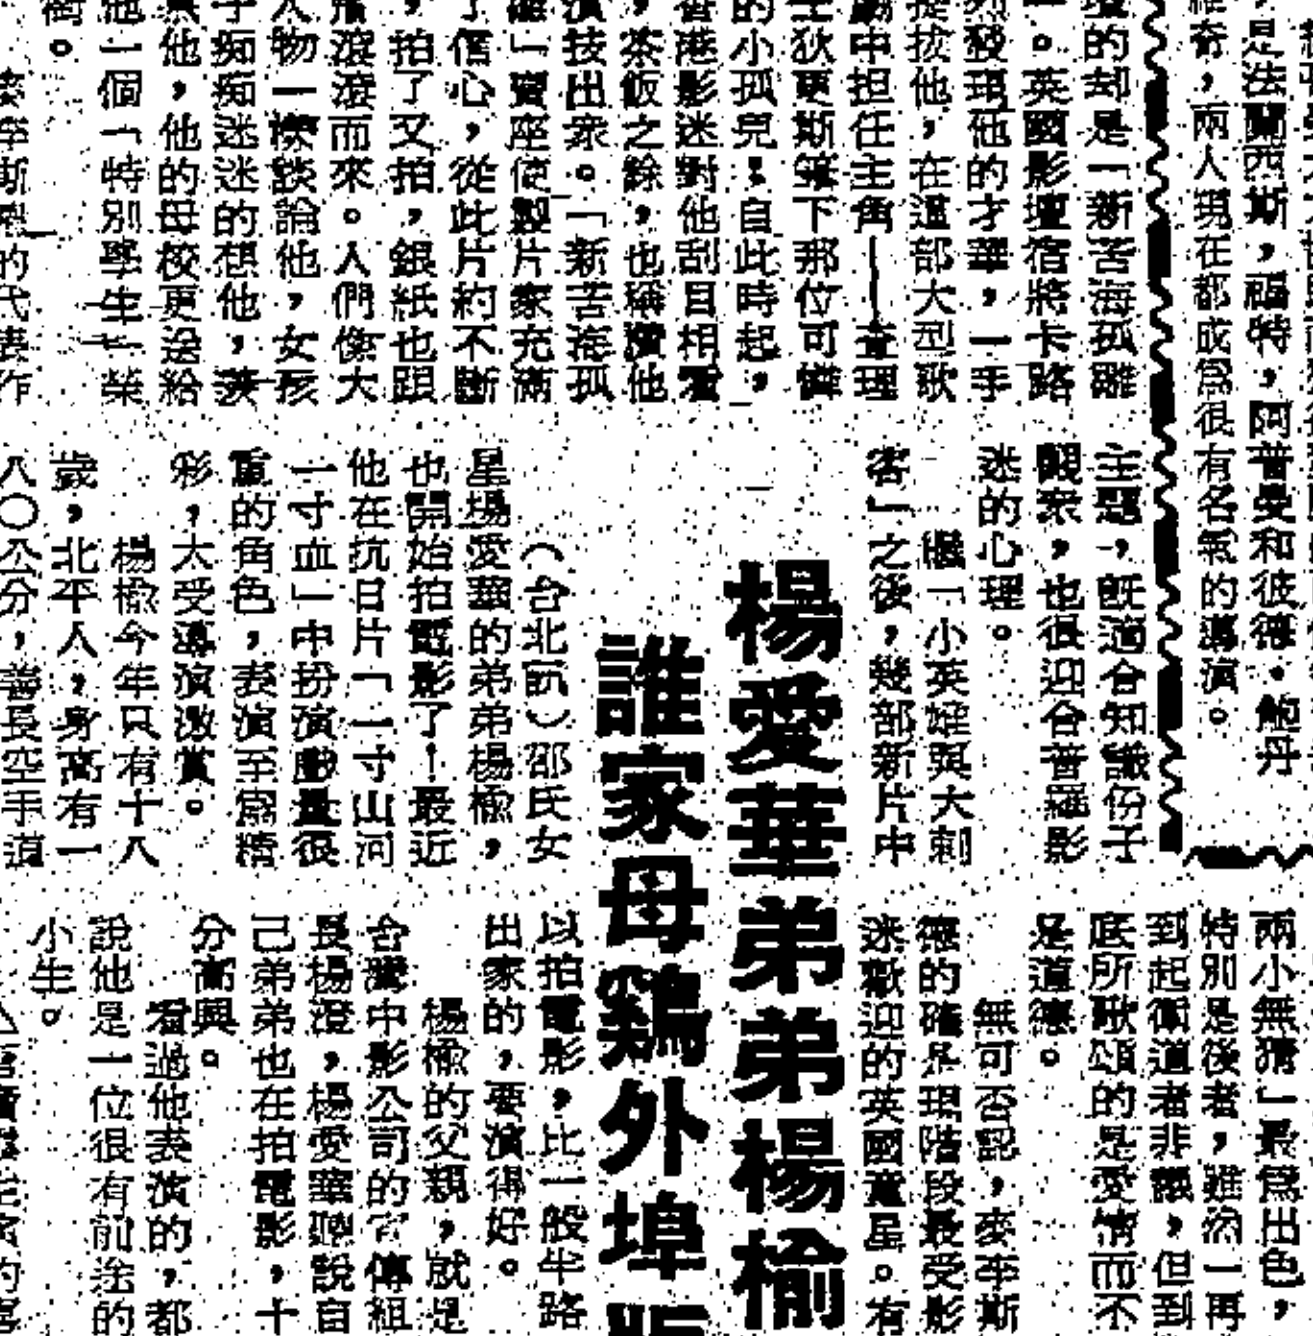 是法蘭西斯，福特，阿普曼和彼德·鮑丹
維奇，兩人現在都成為很有名氣的導演。
的却是一新苦海孤雛
。英國影壇宿將卡路
發現他的才華，一手
提拔他，在這部大型歌
劇中担任主角——查理
狄更斯筆下那位可憐
的小孤兒！自此時起，
香港影迷對他刮目相看
，茶飯之餘，也稱讚他
演技出衆。「新苦海孤
雛」賣座使製片家充滿
了信心，從此片約不斷
，拍了又拍，銀紙也跟
滾滾而來。人們像大
人物一樣談論他，女孩
子痴痴迷迷的想他，
他，他的母校更送給
他一個「特別學生」榮
。
斯的代表作
主題，既適合知識份子
觀衆，也很迎合普羅影
迷的心理。
繼「小英雄與大刺
客」之後，幾部新片中
楊愛華弟弟楊楡
誰家母鷄外埠
（台北訊）邵氏女
星楊愛華的弟弟楊楡，
也開始拍電影了！最近
他在抗日片「一寸山河
一寸血」中扮演戲量很
重的角色，表演至為精
彩，大受導演激賞。
楊楡今年只有十八
歲，北平人，身高有一
八〇公分，善長空手道
兩小無猜」最為出色，
特別是後者，雖然一再
到起衛道者非議，但到
底所歌頌的是愛情而不
是道德。
無可否認，麥萃斯
德的確是現階段最受影
迷歡迎的英國童星。有
以拍電影，比一般半路
出家的，要演得好。
楊楡的父親，就是
台灣中影公司的宣傳組
長楊澄，楊愛華聽說自
己弟弟也在拍電影，十
分高興。
看過他表演的，都
說他是一位很有前途的
小生。